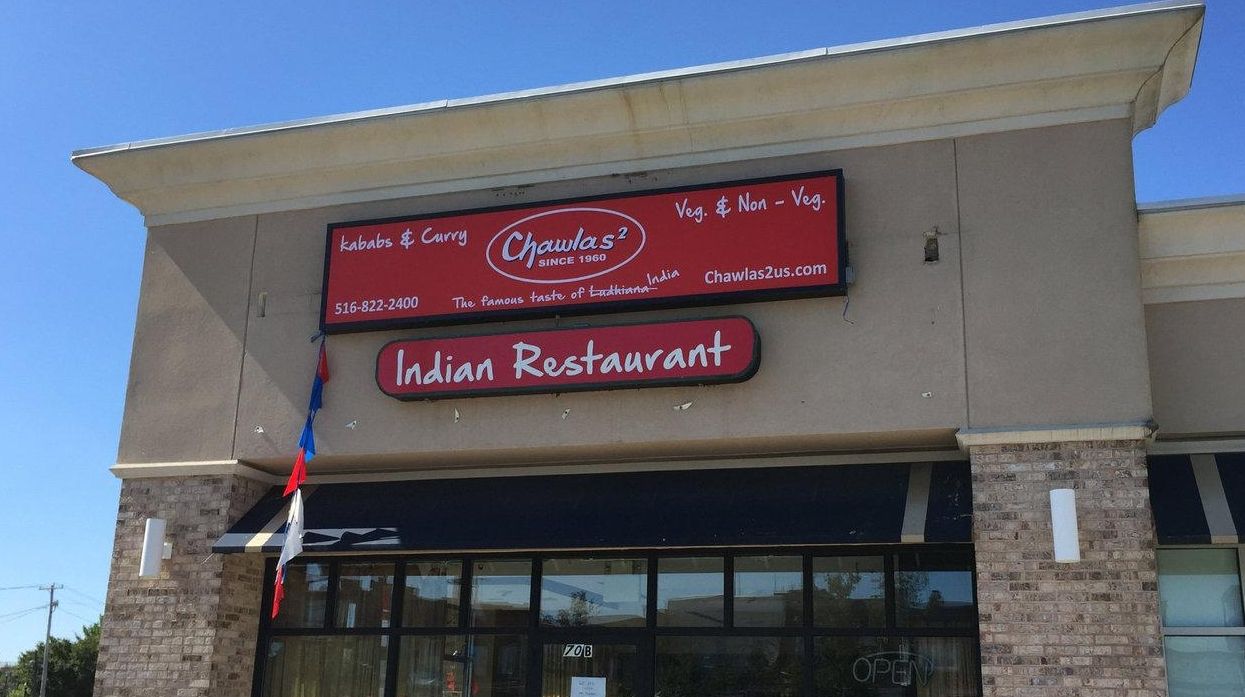 kababs & Curry
Chawlas²
SINCE 1960
Veg. & Non - Veg.
516-822-2400
The famous taste of Ludhiana India
Chawlas2us.com
Indian Restaurant
70B
OPEN